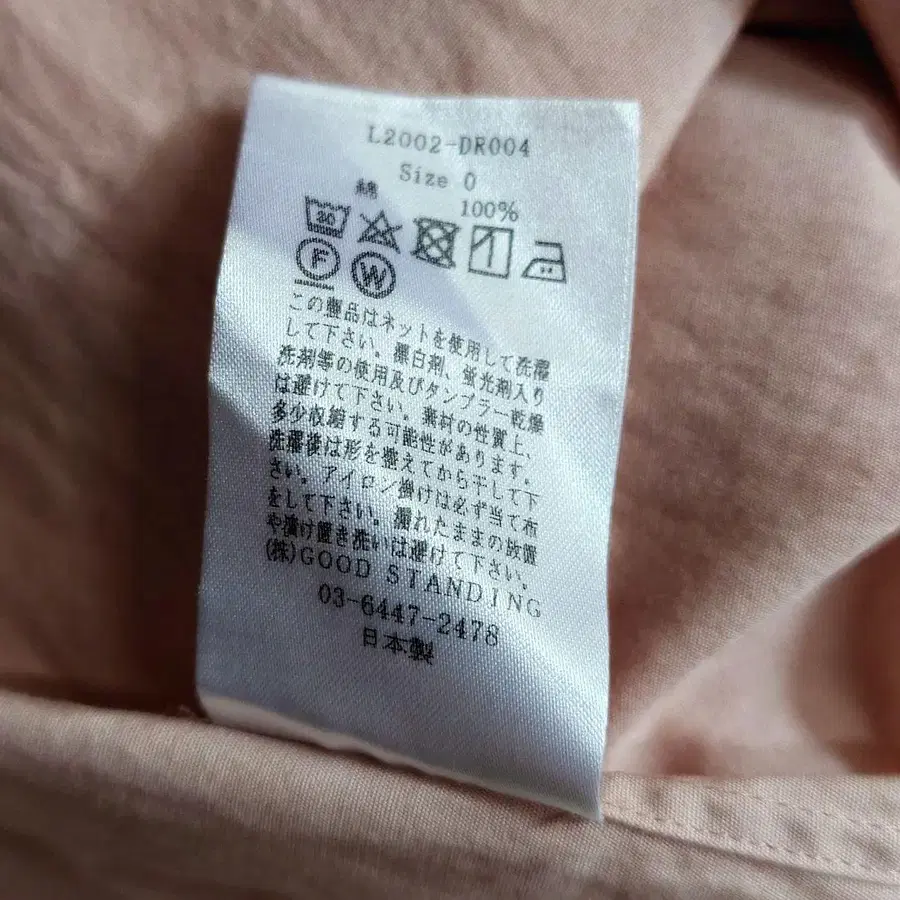 L2002-DR004
Size 0
綿 100%
30
F W
この製品はネットを使用して洗濯
して下さい。漂白剤、蛍光剤入り
洗剤等の使用及びタンブラー乾燥
は避けて下さい。素材の性質上、
多少収縮する可能性があります。
洗濯後は形を整えてから干して下
さい。アイロン掛けは必ず当て布
をして下さい。濡れたままの放置
や漬け置き洗いは避けて下さい。
(株)GOOD STANDING
03-6447-2478
日本製